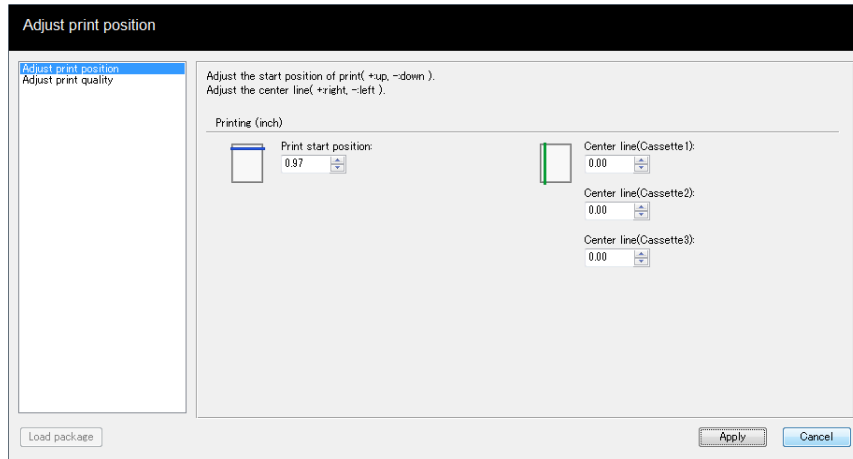 Adjust print position
Adjust print position
Adjust print quality
Adjust the start position of print( +:up, -:down ).
Adjust the center line( +:right, -:left ).
Printing (inch)
Print start position:
0.97
Center line(Cassette1):
0.00
Center line(Cassette2):
0.00
Center line(Cassette3):
0.00
Load package
Apply
Cancel